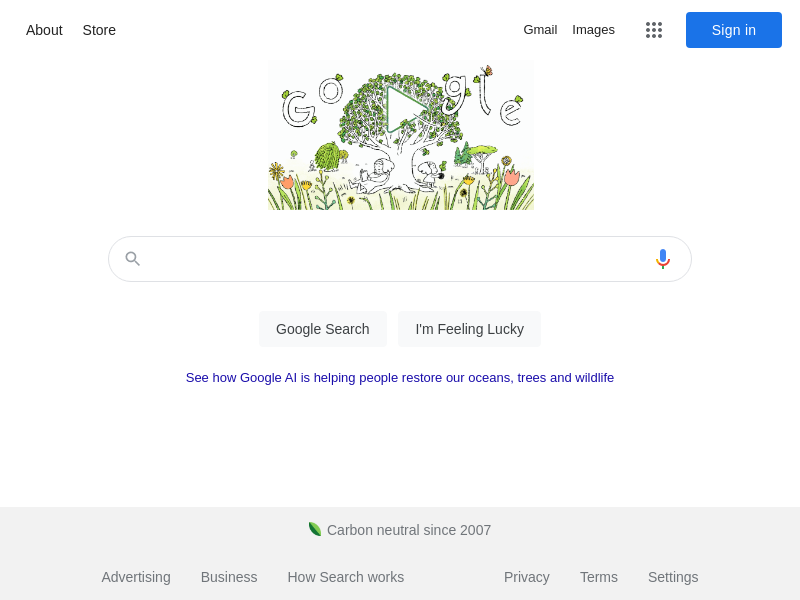 About Store Gmail Images Sign in
Google
Google Search I'm Feeling Lucky
See how Google AI is helping people restore our oceans, trees and wildlife
Carbon neutral since 2007
Advertising Business How Search works Privacy Terms Settings